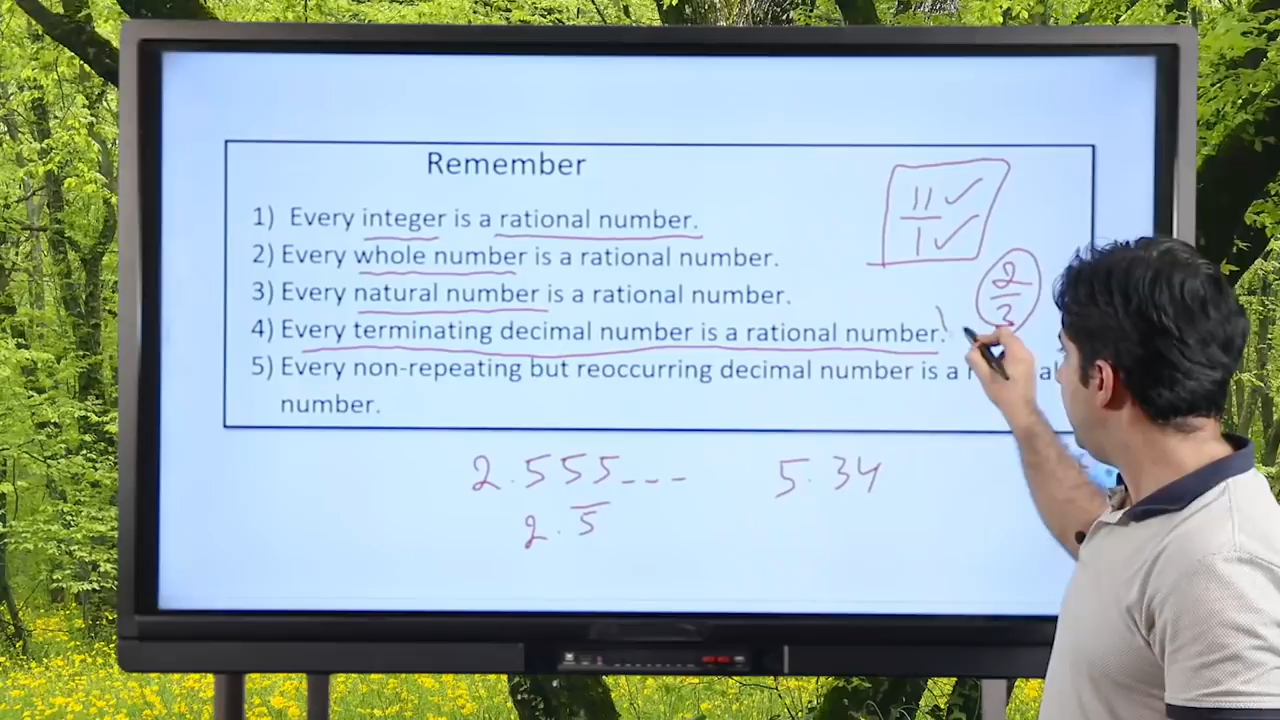 Remember
11
1
1) Every integer is a rational number.
2) Every whole number is a rational number.
2
3) Every natural number is a rational number.
4) Every terminating decimal number is a rational number.
5) Every non-repeating but reoccurring decimal number is a
number.
2.555--- 5.34
2.5̅